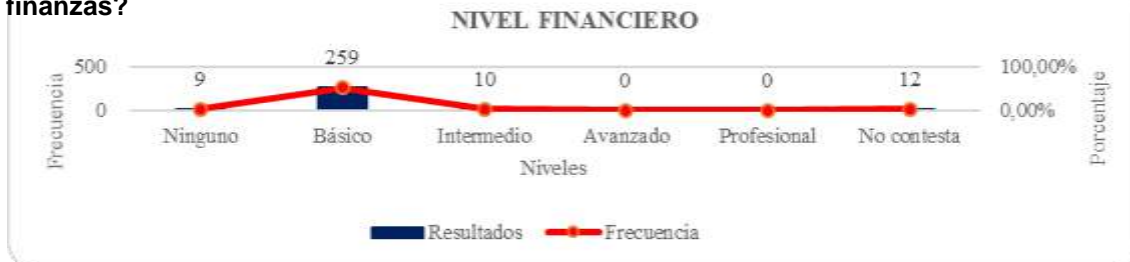 finanzas?
NIVEL FINANCIERO
500
0
Frecuencia
9
259
10
0
0
12
100,00%
0,00%
Porcentaje
Ninguno
Básico
Intermedio
Avanzado
Profesional
No contesta
Niveles
Resultados
Frecuencia